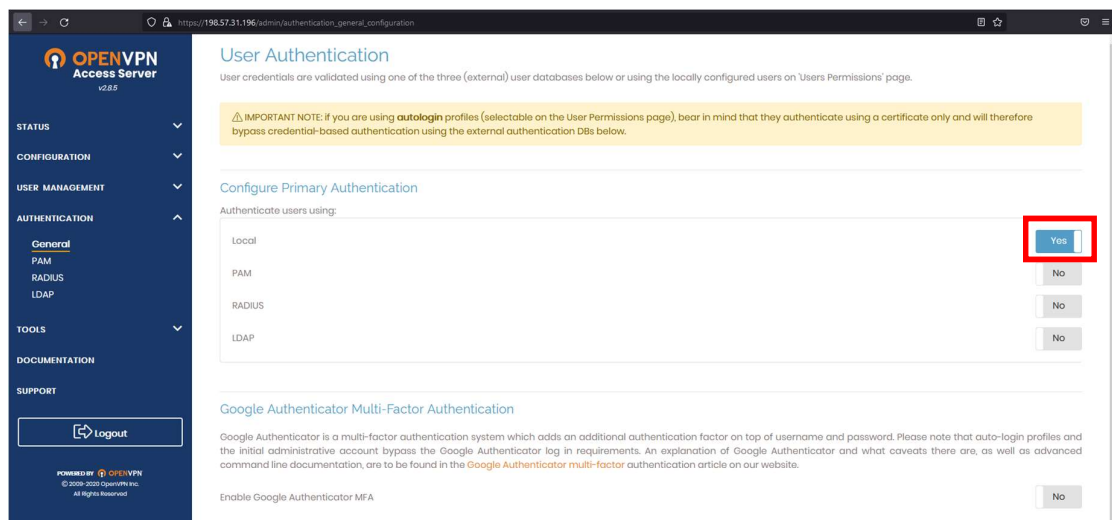 https://198.57.31.196/admin/authentication_general_configuration
OPENVPN
Access Server
v2.8.5
STATUS
CONFIGURATION
USER MANAGEMENT
AUTHENTICATION
General
PAM
RADIUS
LDAP
TOOLS
DOCUMENTATION
SUPPORT
Logout
POWERED BY OPENVPN
© 2009-2020 OpenVPN Inc.
All Rights Reserved
User Authentication
User credentials are validated using one of the three (external) user databases below or using the locally configured users on 'Users Permissions' page.
IMPORTANT NOTE: if you are using autologin profiles (selectable on the User Permissions page), bear in mind that they authenticate using a certificate only and will therefore
bypass credential-based authentication using the external authentication DBs below.
Configure Primary Authentication
Authenticate users using:
Local Yes
PAM No
RADIUS No
LDAP No
Google Authenticator Multi-Factor Authentication
Google Authenticator is a multi-factor authentication system which adds an additional authentication factor on top of username and password. Please note that auto-login profiles and
the initial administrative account bypass the Google Authenticator log in requirements. An explanation of Google Authenticator and what caveats there are, as well as advanced
command line documentation, are to be found in the Google Authenticator multi-factor authentication article on our website.
Enable Google Authenticator MFA No